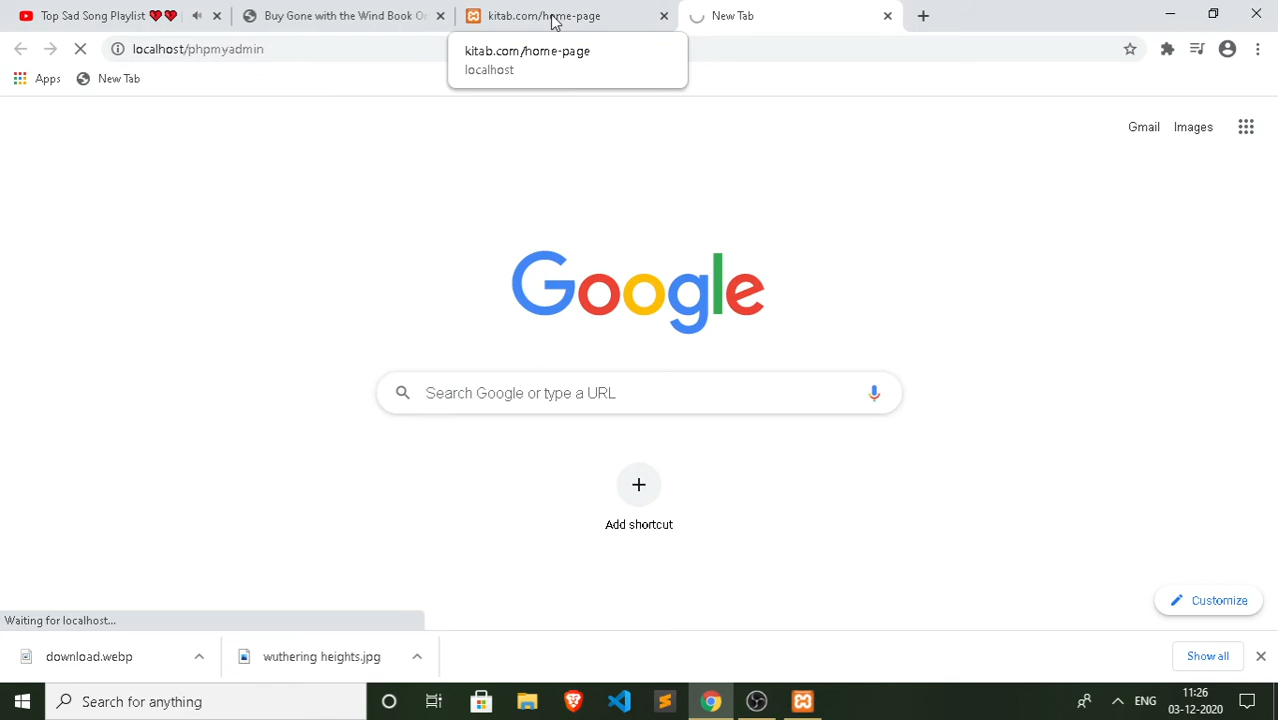 Top Sad Song Playlist ❤❤
Buy Gone with the Wind Book On
kitab.com/home-page
New Tab
localhost/phpmyadmin
kitab.com/home-page
localhost
Apps
New Tab
Gmail
Images
Google
Search Google or type a URL
Add shortcut
Customize
Waiting for localhost...
download.webp
wuthering heights.jpg
Show all
Search for anything
ENG
11:26
03-12-2020